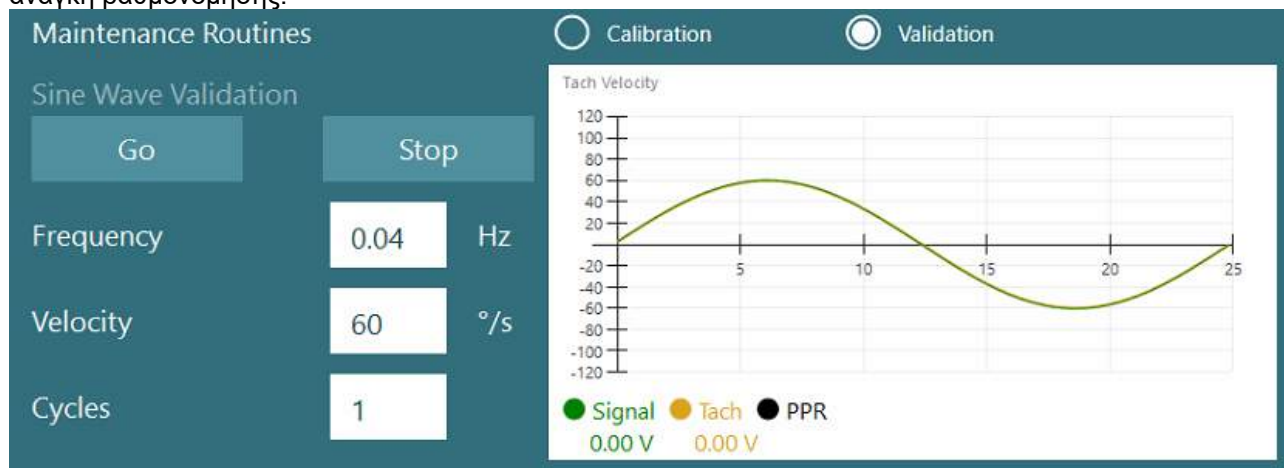 ανάγκη βαθμονόμησης.
Maintenance Routines
Calibration
Validation
Sine Wave Validation
Go
Stop
Frequency
0.04
Hz
Velocity
60
°/s
Cycles
1
Tach Velocity
120
100
80
60
40
20
-20
-40
-60
-80
-100
-120
5
10
15
20
25
Signal
Tach
PPR
0.00 V
0.00 V